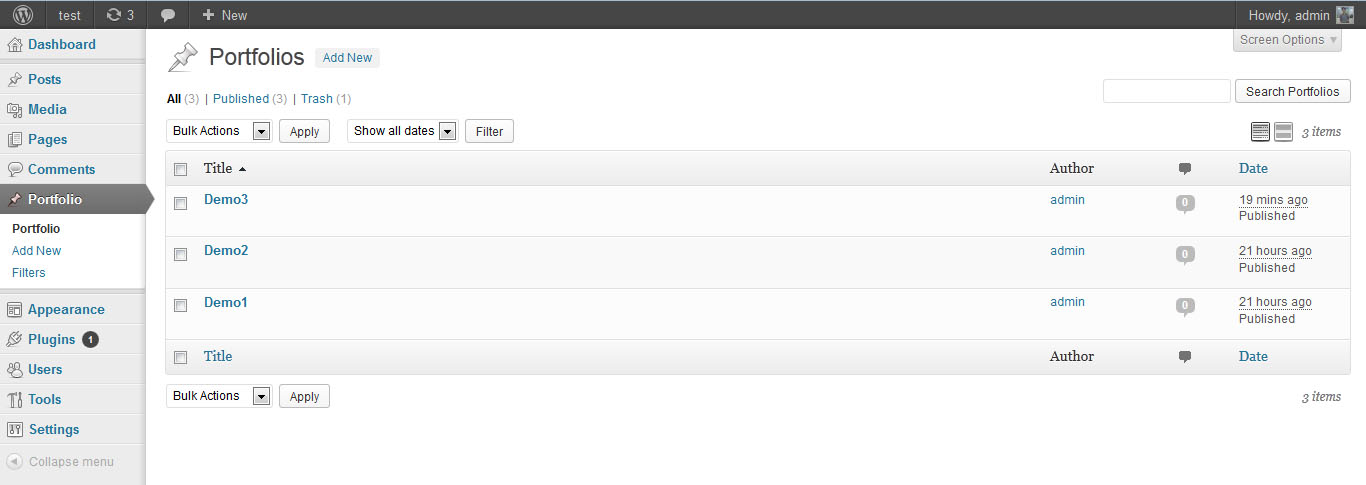 test 3 + New Howdy, admin
Dashboard
Posts
Media
Pages
Comments
Portfolio
Portfolio
Add New
Filters
Appearance
Plugins 1
Users
Tools
Settings
Collapse menu
Screen Options
Portfolios Add New
All (3) | Published (3) | Trash (1) Search Portfolios
Bulk Actions Apply Show all dates Filter 3 items
Title Author Date
Demo3 admin 0 19 mins ago
Published
Demo2 admin 0 21 hours ago
Published
Demo1 admin 0 21 hours ago
Published
Title Author Date
Bulk Actions Apply 3 items